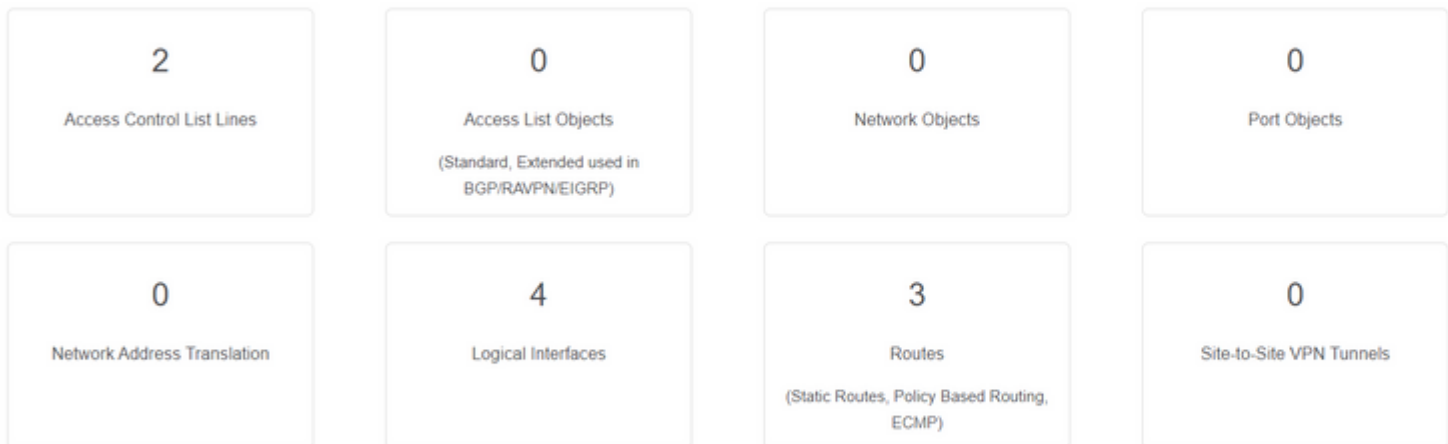 2
Access Control List Lines
0
Access List Objects
(Standard, Extended used in
BGP/RAVPN/EIGRP)
0
Network Objects
0
Port Objects
0
Network Address Translation
4
Logical Interfaces
3
Routes
(Static Routes, Policy Based Routing,
ECMP)
0
Site-to-Site VPN Tunnels